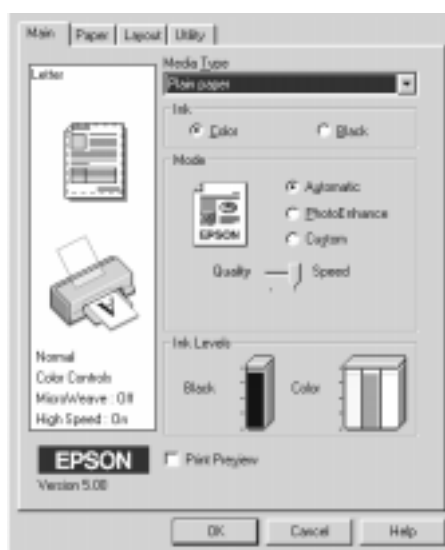 Main Paper Layout Utility
Letter
Media Type
Plain paper
Ink
Color Black
Mode
Automatic
PhotoEnhance
Custom
EPSON
Quality Speed
Normal
Color Controls
MicroWeave : Off
High Speed : On
Ink Levels
Black Color
EPSON
Print Preview
Version 5.00
OK Cancel Help